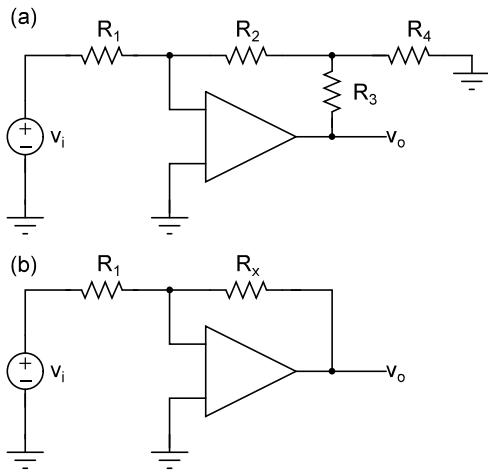 (a)
R1 R2 R4
R3
+
− vi
vo
(b)
R1 Rx
+
− vi
vo